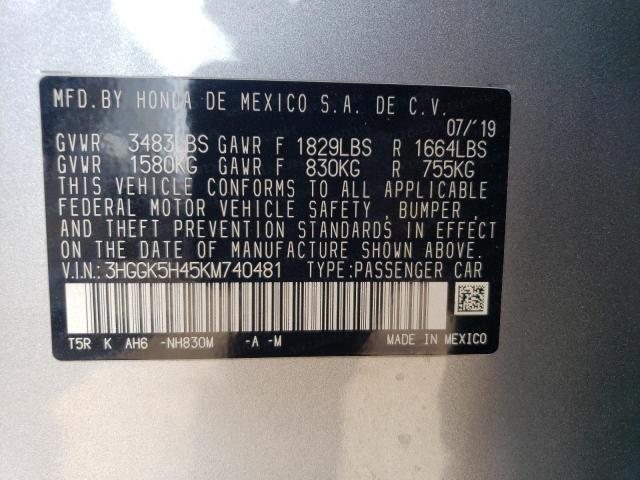 MFD.BY HONDA DE MEXICO S.A. DE C.V.
07/'19
GVWR 3483LBS GAWR F 1829LBS R 1664LBS
GVWR 1580KG GAWR F 830KG R 755KG
THIS VEHICLE CONFORMS TO ALL APPLICABLE
FEDERAL MOTOR VEHICLE SAFETY , BUMPER ,
AND THEFT PREVENTION STANDARDS IN EFFECT
ON THE DATE OF MANUFACTURE SHOWN ABOVE.
V.I.N.: 3HGGK5H45KM740481 TYPE:PASSENGER CAR
T5R K AH6 -NH830M -A -M MADE IN MEXICO